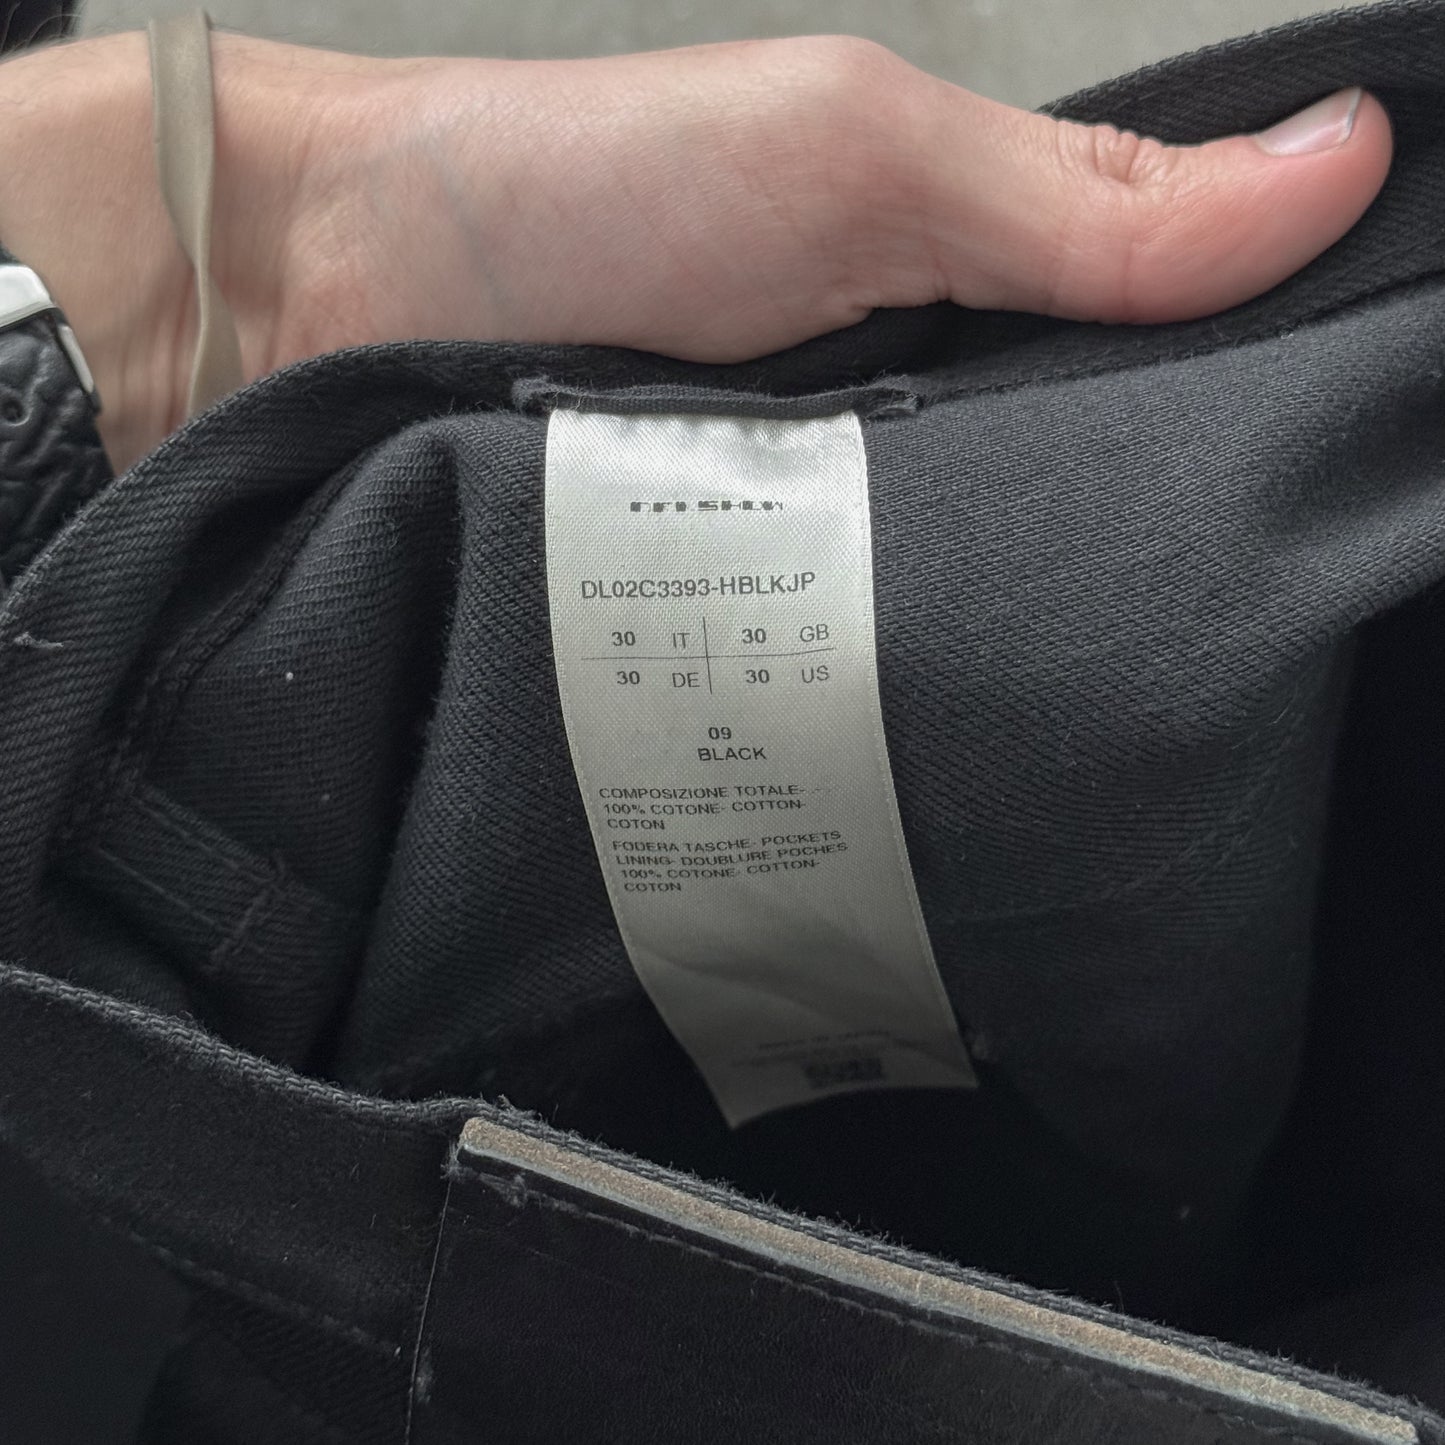 DL02C3393-HBLKJP
30 IT 30 GB
30 DE 30 US
09
BLACK
COMPOSIZIONE TOTALE-
100% COTONE- COTTON-
COTON
FODERA TASCHE- POCKETS
LINING- DOUBLURE POCHES
100% COTONE- COTTON-
COTON